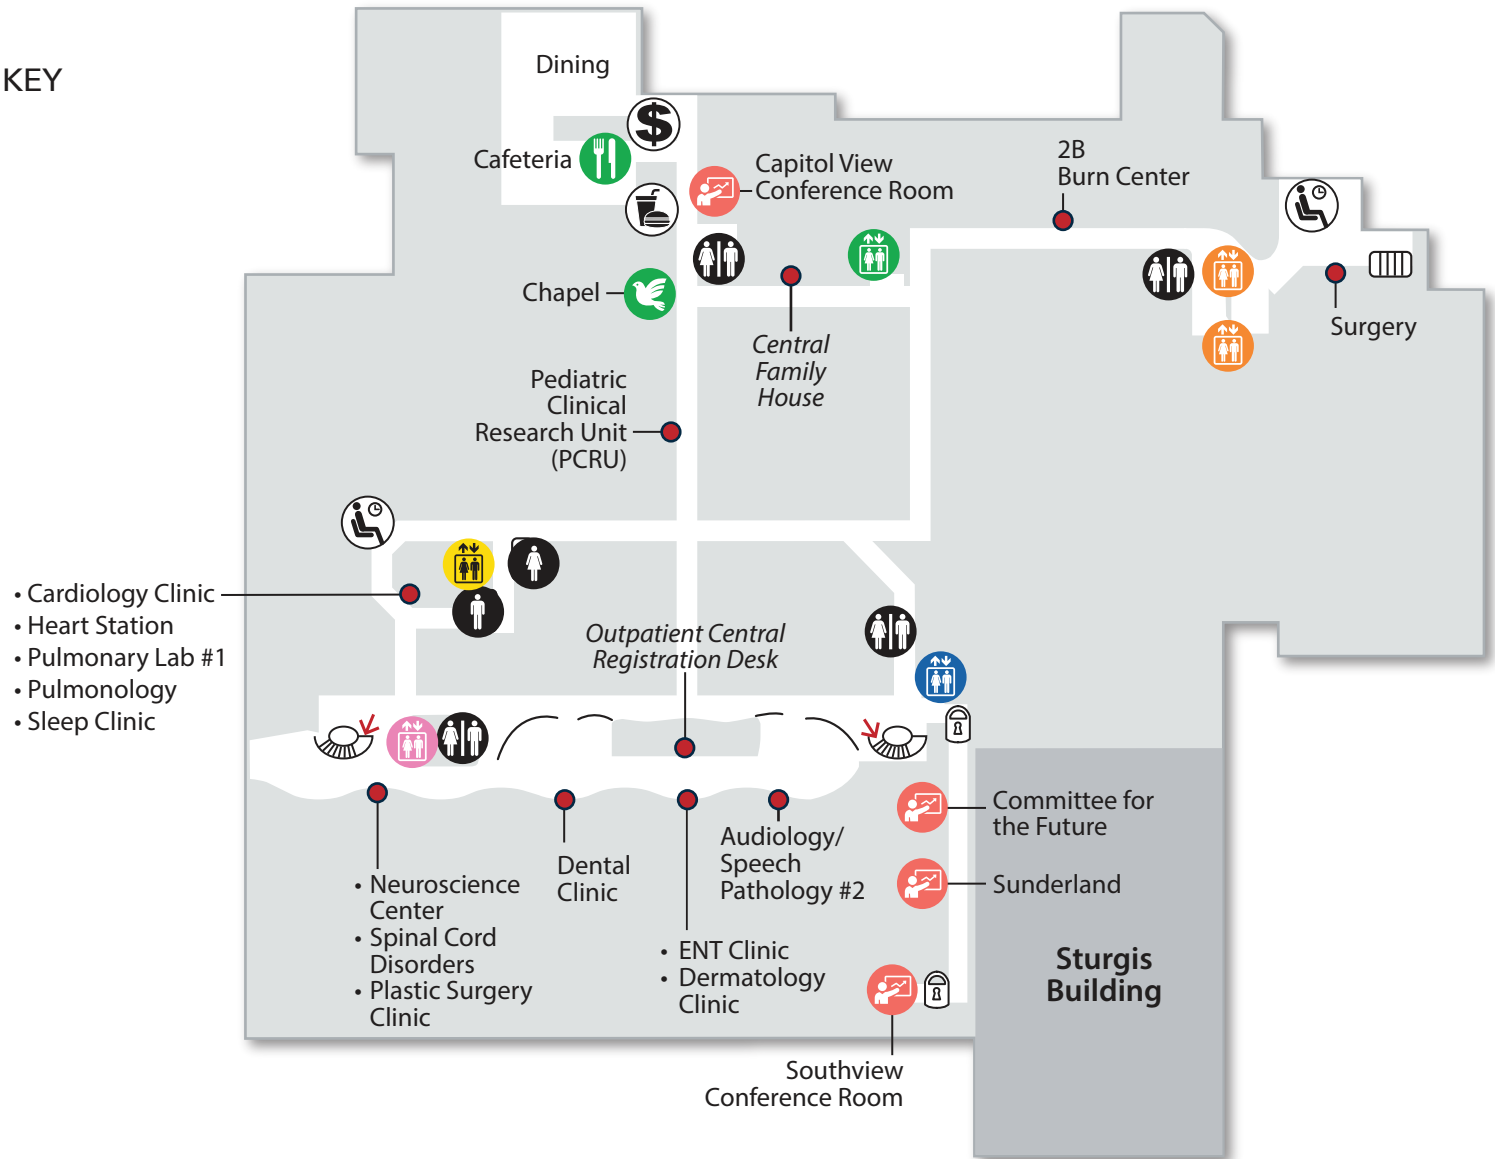 KEY
Dining
$
Cafeteria
Capitol View
Conference Room
2B
Burn Center
Chapel
Surgery
Central
Family
House
Pediatric
Clinical
Research Unit
(PCRU)
• Cardiology Clinic
• Heart Station
• Pulmonary Lab #1
• Pulmonology
• Sleep Clinic
Outpatient Central
Registration Desk
Committee for
the Future
Sunderland
Audiology/
Speech
Pathology #2
Dental
Clinic
• Neuroscience
Center
• Spinal Cord
Disorders
• Plastic Surgery
Clinic
• ENT Clinic
• Dermatology
Clinic
Sturgis
Building
Southview
Conference Room